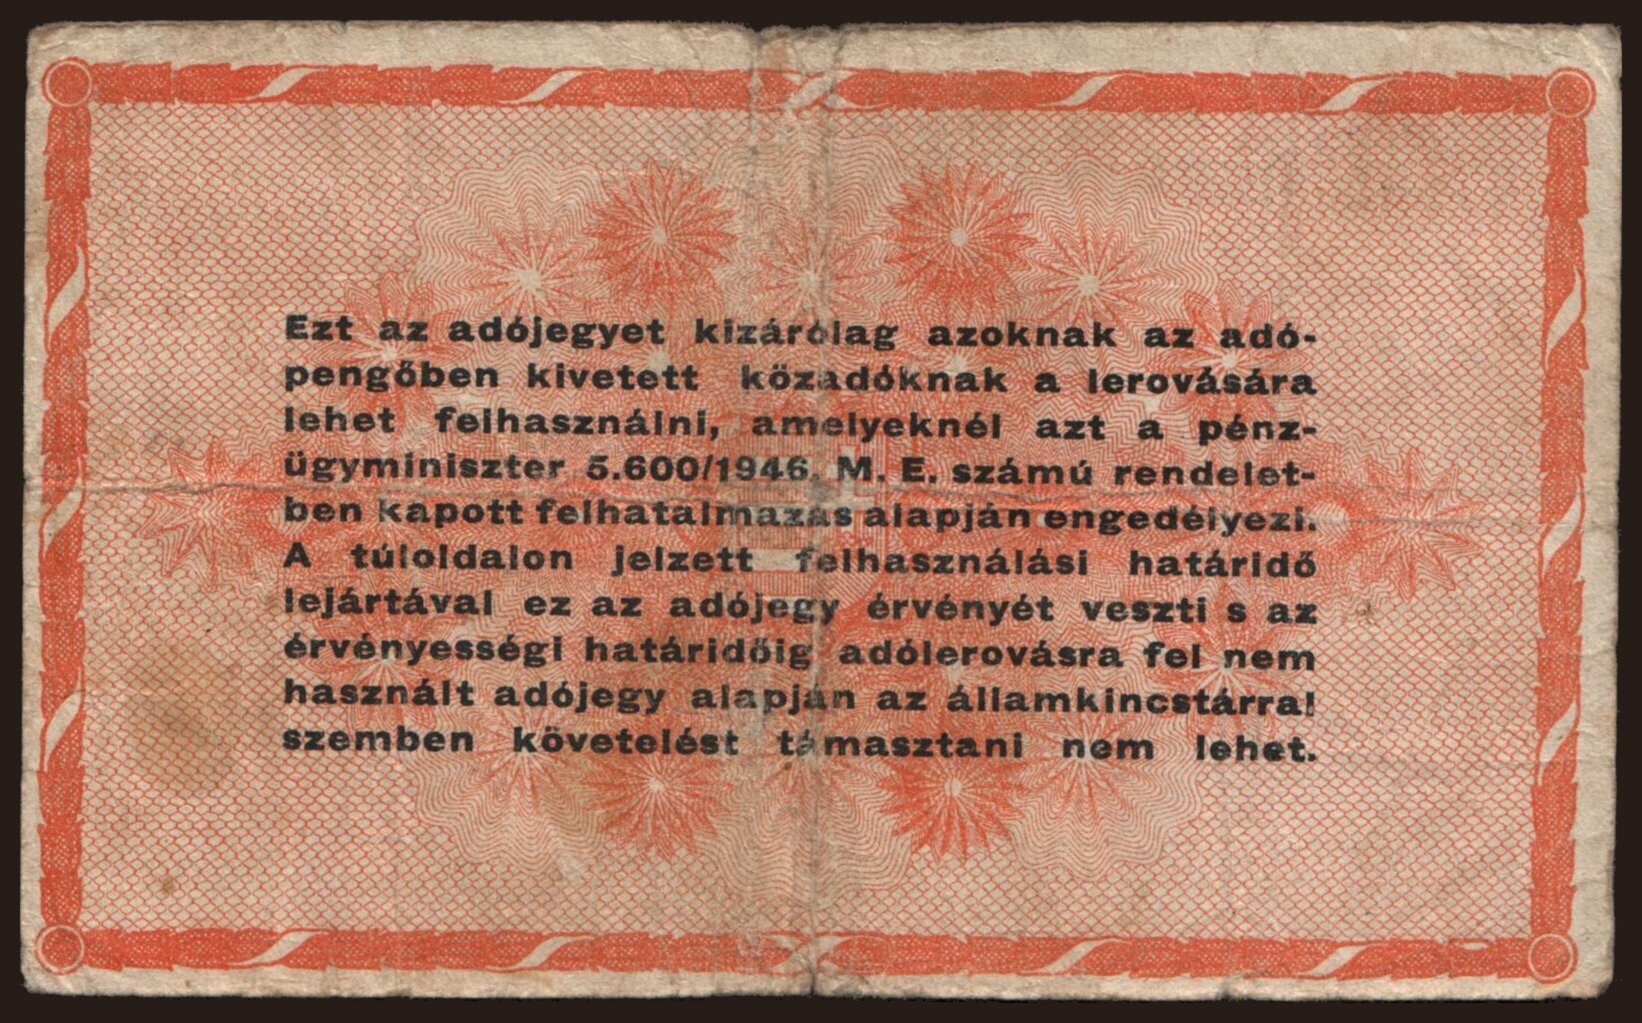 Ezt az adójegyet kizárólag azoknak az adó-
pengőben kivetett közadóknak a lerovására
lehet felhasználni, amelyeknél azt a pénz-
ügyminiszter 5.600/1946. M. E. számú rendelet-
ben kapott felhatalmazás alapján engedélyezi.
A túloldalon jelzett felhasználási határidő
lejártával ez az adójegy érvényét veszti s az
érvényességi határidőig adólerovásra fel nem
használt adójegy alapján az államkincstárral
szemben követelést támasztani nem lehet.